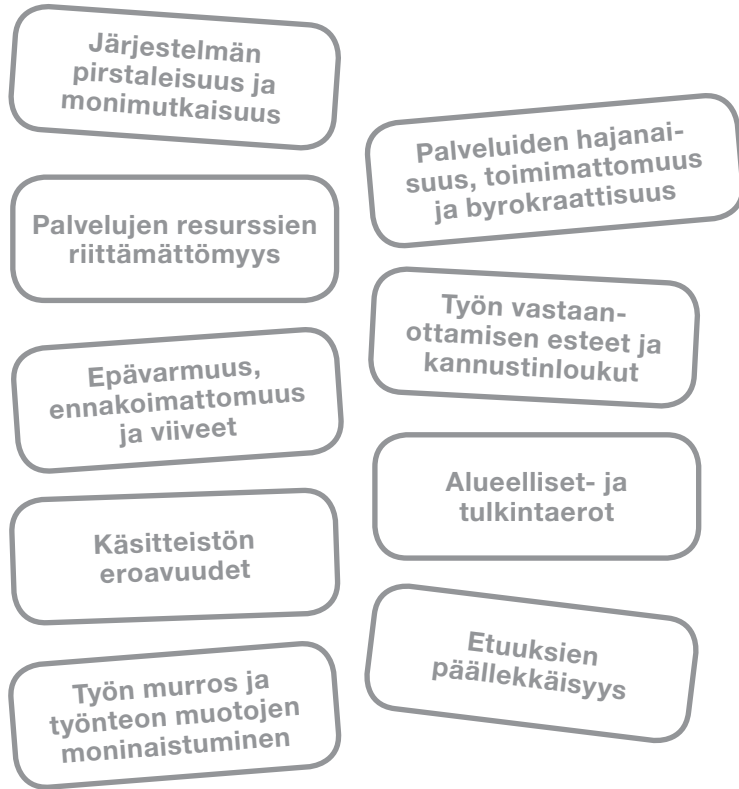 Järjestelmän
pirstaleisuus ja
monimutkaisuus
Palvelujen resurssien
riittämättömyys
Epävarmuus,
ennakoimattomuus
ja viiveet
Käsitteistön
eroavuudet
Työn murros ja
työnteon muotojen
moninaistuminen
Palveluiden hajanai-
suus, toimimattomuus
ja byrokraattisuus
Työn vastaan-
ottamisen esteet ja
kannustinloukut
Alueelliset- ja
tulkintaerot
Etuuksien
päällekkäisyys